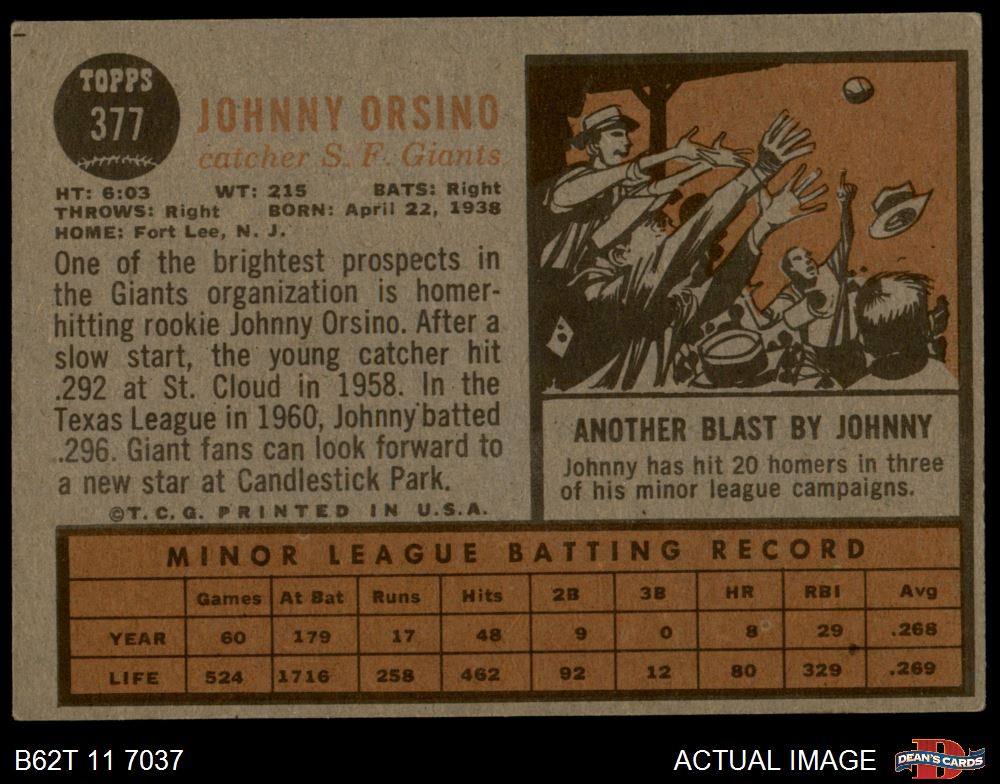 TOPPS
377
JOHNNY ORSINO
catcher S. F. Giants
HT: 6:03 WT: 215 BATS: Right
THROWS: Right BORN: April 22, 1938
HOME: Fort Lee, N. J.
One of the brightest prospects in
the Giants organization is homer-
hitting rookie Johnny Orsino. After a
slow start, the young catcher hit
.292 at St. Cloud in 1958. In the
Texas League in 1960, Johnny batted
.296. Giant fans can look forward to
a new star at Candlestick Park.
©T. C. G. PRINTED IN U.S.A.
ANOTHER BLAST BY JOHNNY
Johnny has hit 20 homers in three
of his minor league campaigns.
MINOR LEAGUE BATTING RECORD
Games At Bat Runs Hits 2B 3B HR RBI Avg
YEAR 60 179 17 48 9 0 8 29 .268
LIFE 524 1716 258 462 92 12 80 329 .269
B62T 11 7037 ACTUAL IMAGE DEAN'S CARDS